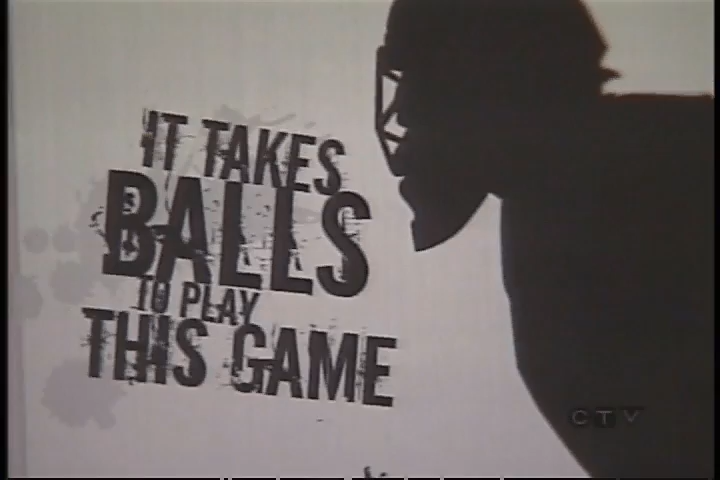 IT TAKES
BALLS
TO PLAY
THIS GAME
CTV